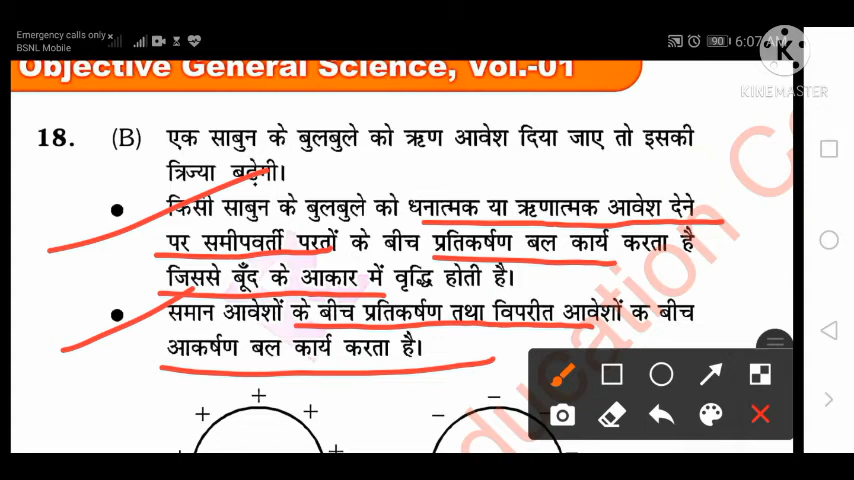 Emergency calls only
BSNL Mobile
90
6:07 AM
KINEMASTER
Objective General Science, Vol.-01
18. (B) एक साबुन के बुलबुले को ऋण आवेश दिया जाए तो इसकी
त्रिज्या बढ़ेगी।
● किसी साबुन के बुलबुले को धनात्मक या ऋणात्मक आवेश देने
पर समीपवर्ती परतों के बीच प्रतिकर्षण बल कार्य करता है
जिससे बूँद के आकार में वृद्धि होती है।
● समान आवेशों के बीच प्रतिकर्षण तथा विपरीत आवेशों क बीच
आकर्षण बल कार्य करता है।
+ + + + +
− −